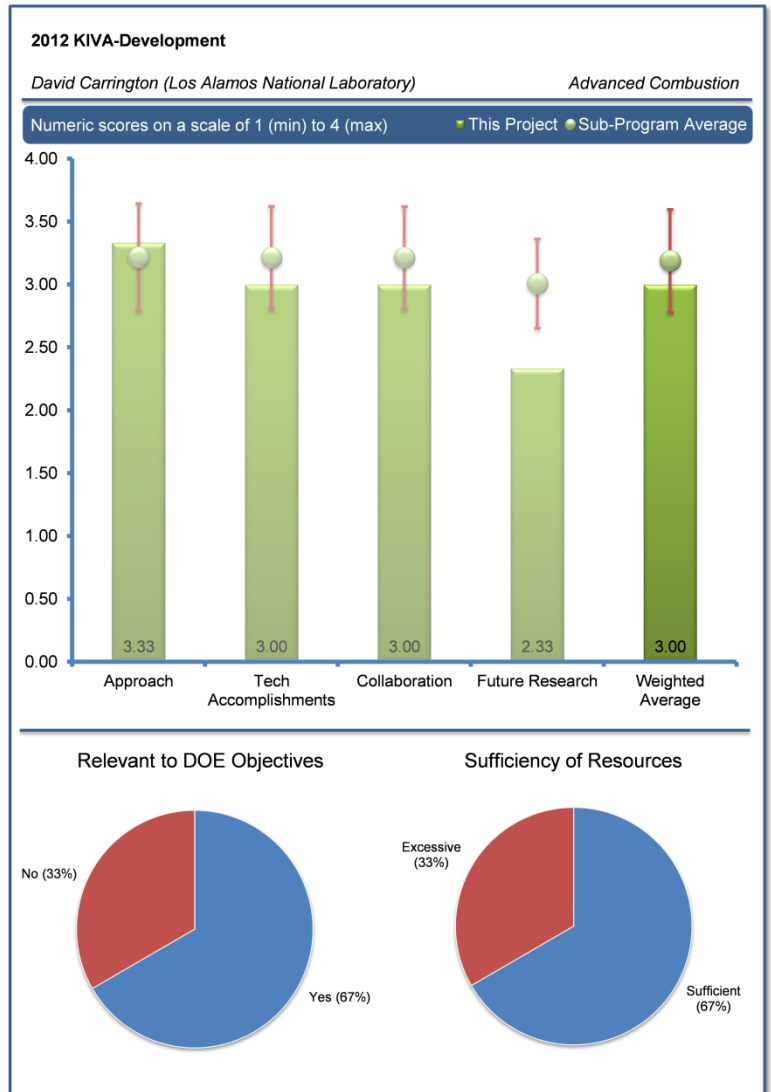 2012 KIVA-Development
David Carrington (Los Alamos National Laboratory) Advanced Combustion
Numeric scores on a scale of 1 (min) to 4 (max) This Project Sub-Program Average
4.00
3.50
3.00
2.50
2.00
1.50
1.00
0.50
0.00
3.33 3.00 3.00 2.33 3.00
Approach Tech Collaboration Future Research Weighted
Accomplishments Average
Relevant to DOE Objectives Sufficiency of Resources
No (33%)
Yes (67%)
Excessive
(33%)
Sufficient
(67%)